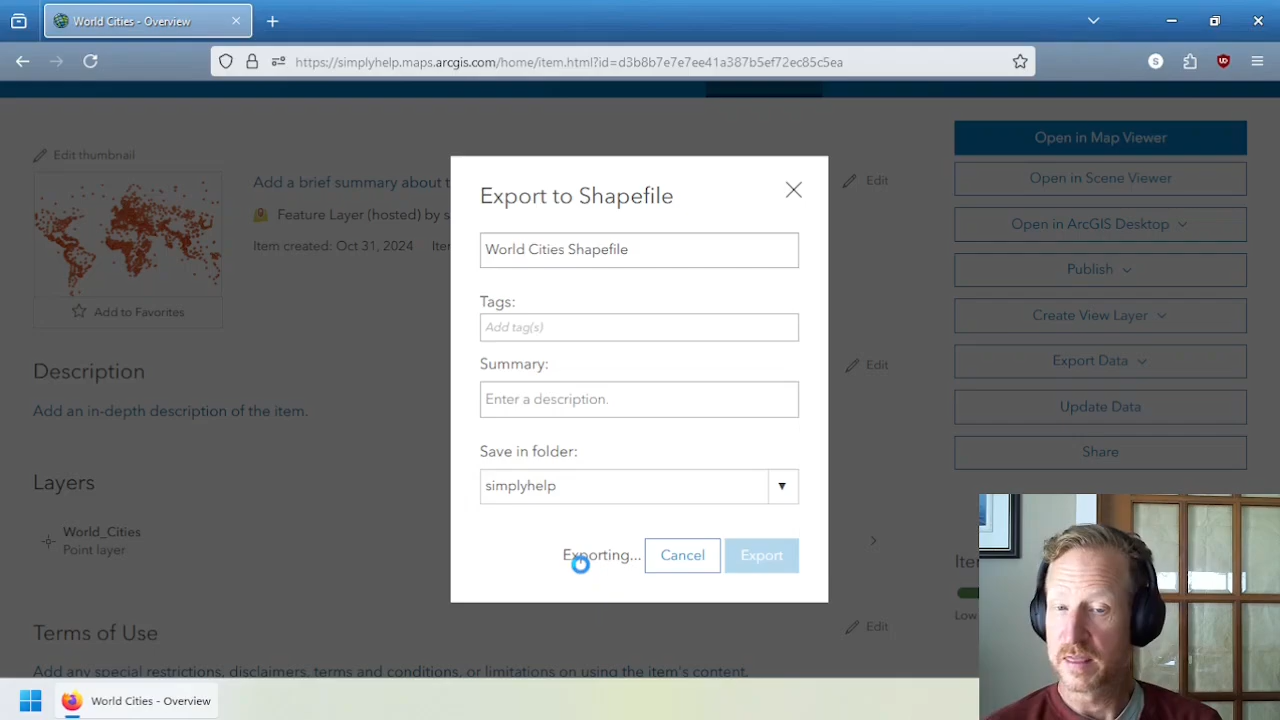 World Cities - Overview
https://simplyhelp.maps.arcgis.com/home/item.html?id=d3b8b7e7e7ee41a387b5ef72ec85c5ea
S
Edit thumbnail
Add a brief summary about t
Edit
Feature Layer (hosted) by s
Item created: Oct 31, 2024
Ite
Add to Favorites
Description
Edit
Add an in-depth description of the item.
Layers
World_Cities
Point layer
Terms of Use
Edit
Add any special restrictions, disclaimers, terms and conditions, or limitations on using the item's content.
Export to Shapefile
World Cities Shapefile
Tags:
Add tag(s)
Summary:
Enter a description.
Save in folder:
simplyhelp
Exporting...
Cancel
Export
Open in Map Viewer
Open in Scene Viewer
Open in ArcGIS Desktop
Publish
Create View Layer
Export Data
Update Data
Share
Ite
Low
World Cities - Overview